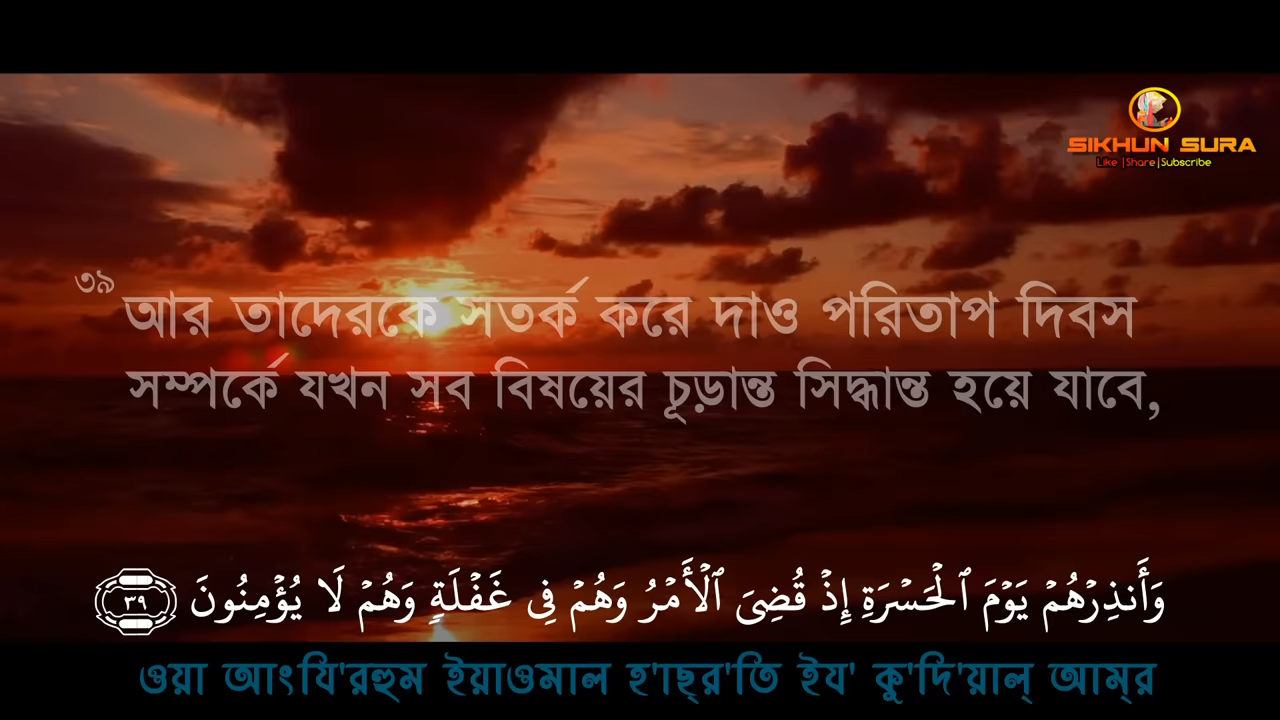 SIKHUN SURA
Like |Share|Subscribe
৩৯ আর তাদেরকে সতর্ক করে দাও পরিতাপ দিবস
সম্পর্কে যখন সব বিষয়ের চূড়ান্ত সিদ্ধান্ত হয়ে যাবে,
وَأَنذِرْهُمْ يَوْمَ ٱلْحَسْرَةِ إِذْ قُضِىَ ٱلْأَمْرُ وَهُمْ فِى غَفْلَةٍ وَهُمْ لَا يُؤْمِنُونَ ٣٩
ওয়া আংযি'রহুম ইয়াওমাল হ'াছ্র'তি ইয' কু'দি'য়াল্ আম্র